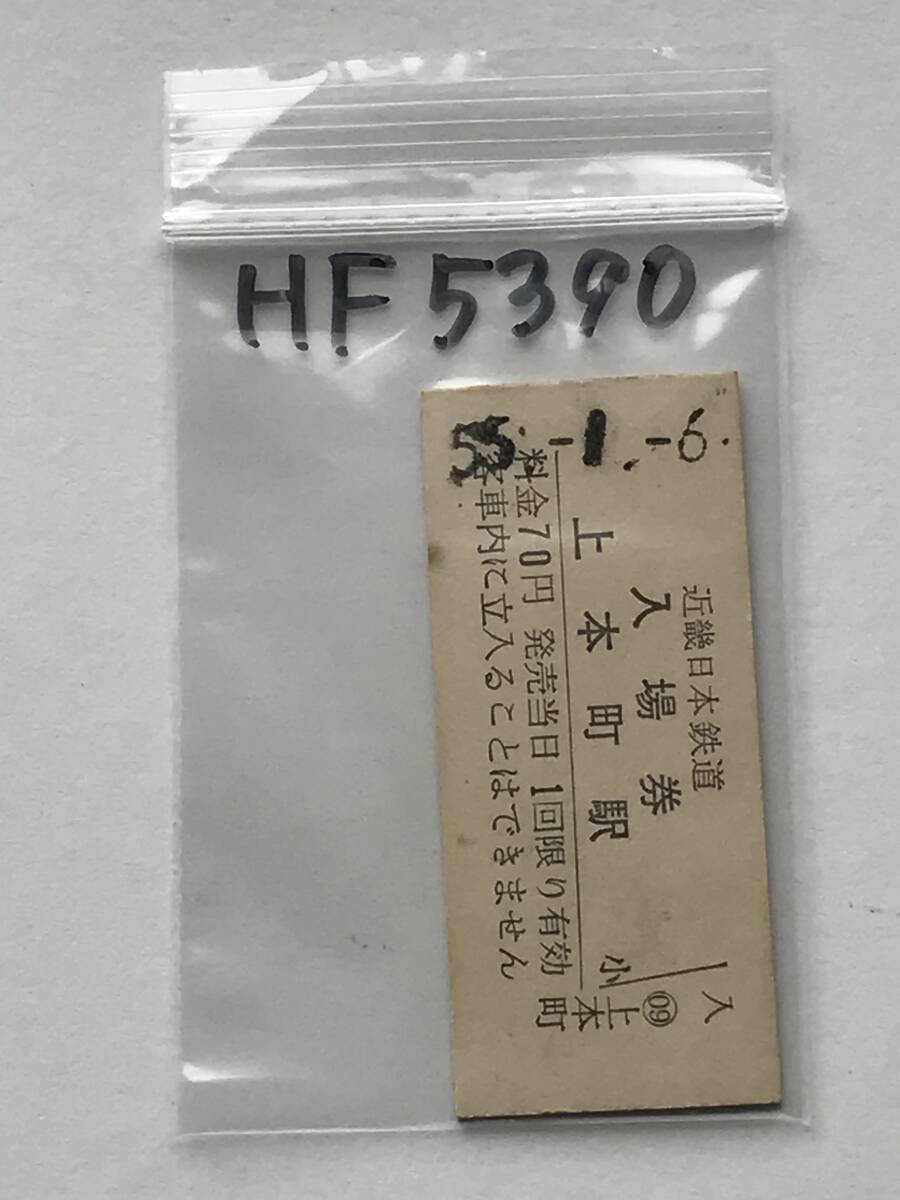 HF5390
近畿日本鉄道
入場券
上本町駅
料金70円 発売当日1回限り有効
客車内に立入ることはできません
小
入
09
上本町